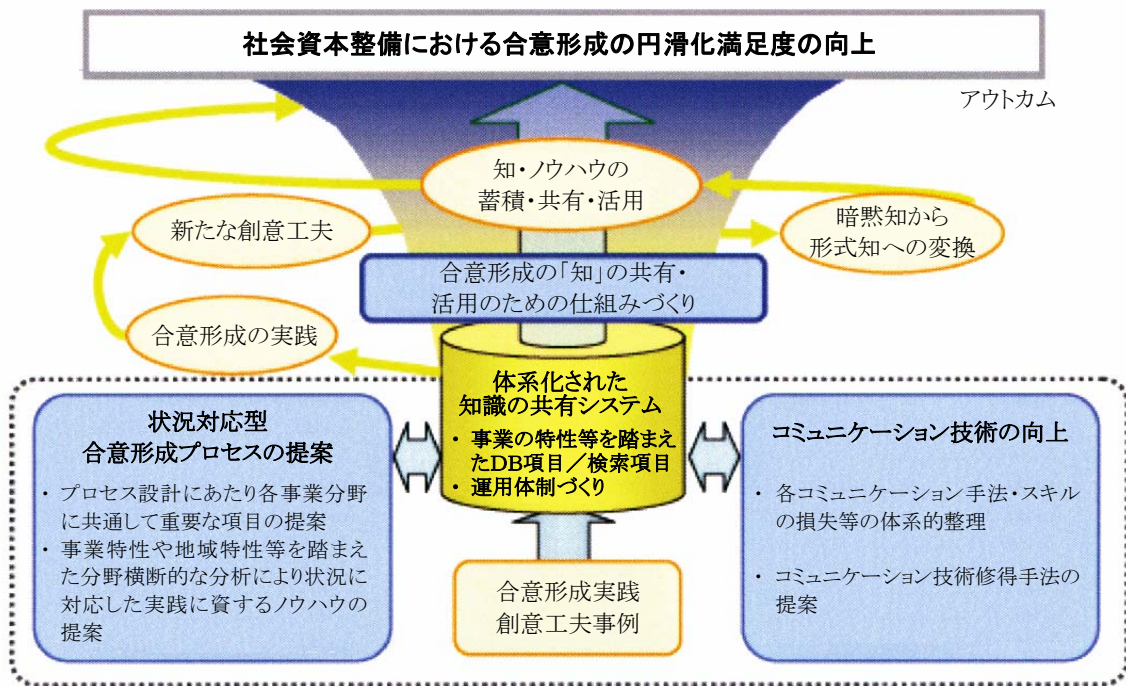 社会資本整備における合意形成の円滑化満足度の向上
アウトカム
知・ノウハウの
蓄積・共有・活用
新たな創意工夫
暗黙知から
形式知への変換
合意形成の「知」の共有・
活用のための仕組みづくり
合意形成の実践
体系化された
知識の共有システム
・ 事業の特性等を踏まえ
たDB項目／検索項目
・ 運用体制づくり
状況対応型
合意形成プロセスの提案
・ プロセス設計にあたり各事業分野
に共通して重要な項目の提案
・ 事業特性や地域特性等を踏まえ
た分野横断的な分析により状況に
対応した実践に資するノウハウの
提案
コミュニケーション技術の向上
・ 各コミュニケーション手法・スキル
の損失等の体系的整理
・ コミュニケーション技術修得手法の
提案
合意形成実践
創意工夫事例